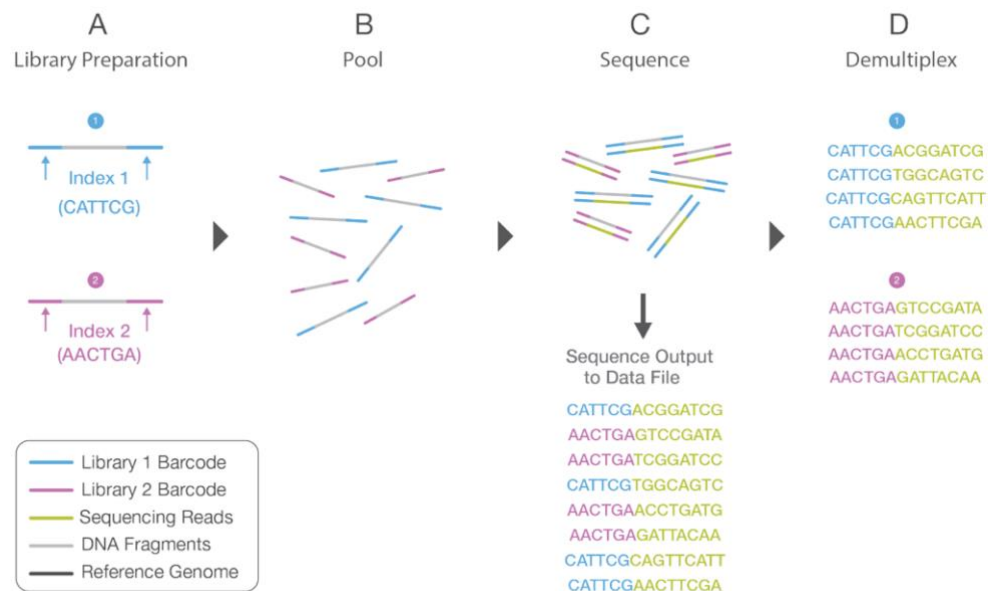 A
Library Preparation
1
Index 1
(CATTCG)
2
Index 2
(AACTGA)
Library 1 Barcode
Library 2 Barcode
Sequencing Reads
DNA Fragments
Reference Genome
B
Pool
C
Sequence
Sequence Output
to Data File
CATTCGACGGATCG
AACTGAGTCCGATA
AACTGATCGGATCC
CATTCGTGGCAGTC
AACTGAACCTGATG
AACTGAGATTACAA
CATTCGCAGTTCATT
CATTCGAACTTCGA
D
Demultiplex
1
CATTCGACGGATCG
CATTCGTGGCAGTC
CATTCGCAGTTCATT
CATTCGAACTTCGA
2
AACTGAGTCCGATA
AACTGATCGGATCC
AACTGAACCTGATG
AACTGAGATTACAA